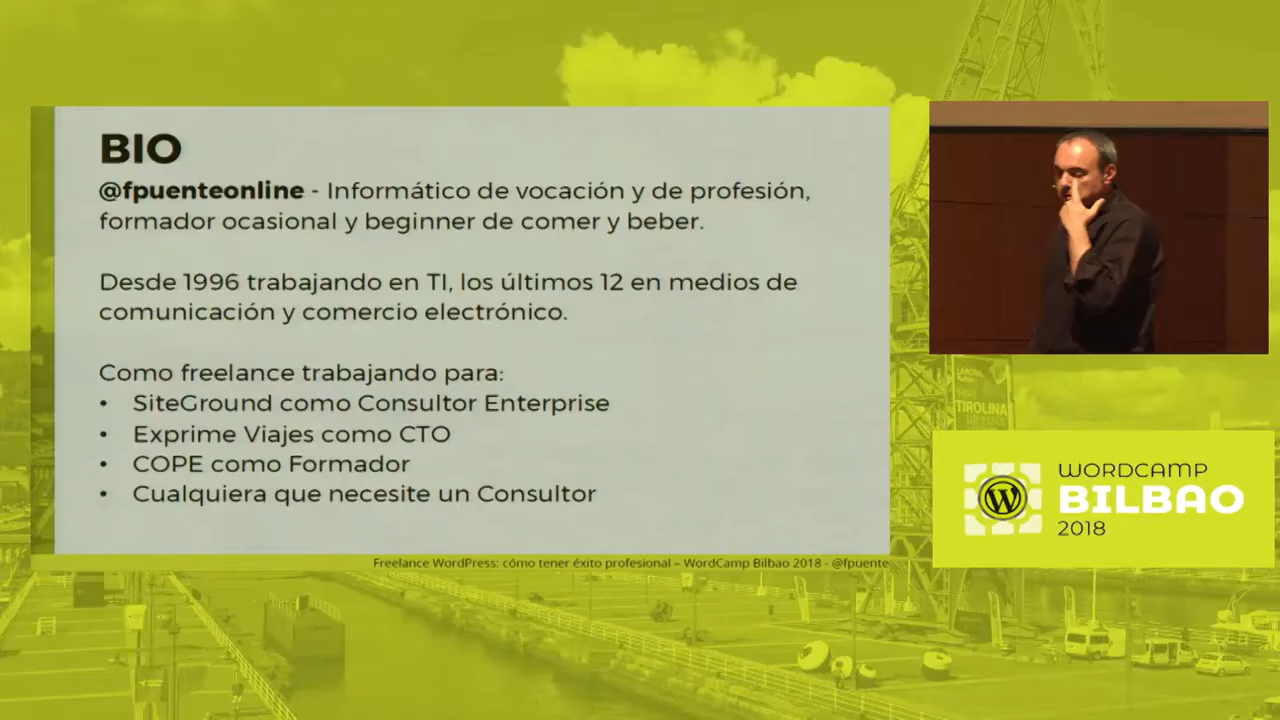 BIO
@fpuenteonline - Informático de vocación y de profesión,
formador ocasional y beginner de comer y beber.
Desde 1996 trabajando en TI, los últimos 12 en medios de
comunicación y comercio electrónico.
Como freelance trabajando para:
• SiteGround como Consultor Enterprise
• Exprime Viajes como CTO
• COPE como Formador
• Cualquiera que necesite un Consultor
Freelance WordPress: cómo tener éxito profesional – WordCamp Bilbao 2018 - @fpuente
TIROLINA
WORDCAMP
BILBAO
2018